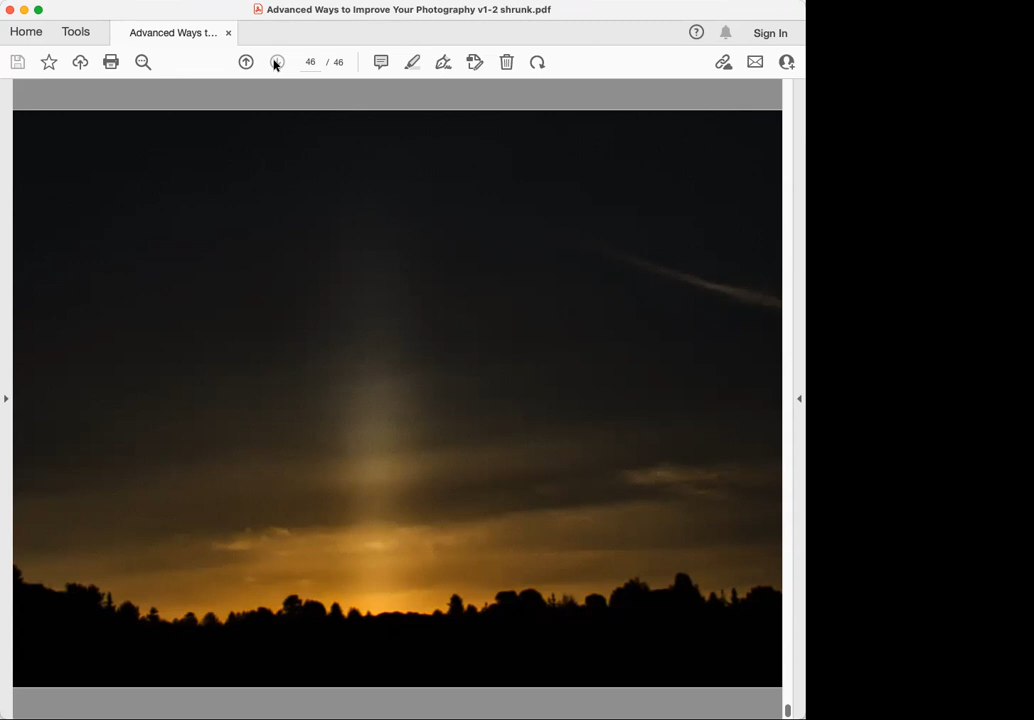 Advanced Ways to Improve Your Photography v1-2 shrunk.pdf
Home
Tools
Advanced Ways t... ×
? Sign In
46 / 46